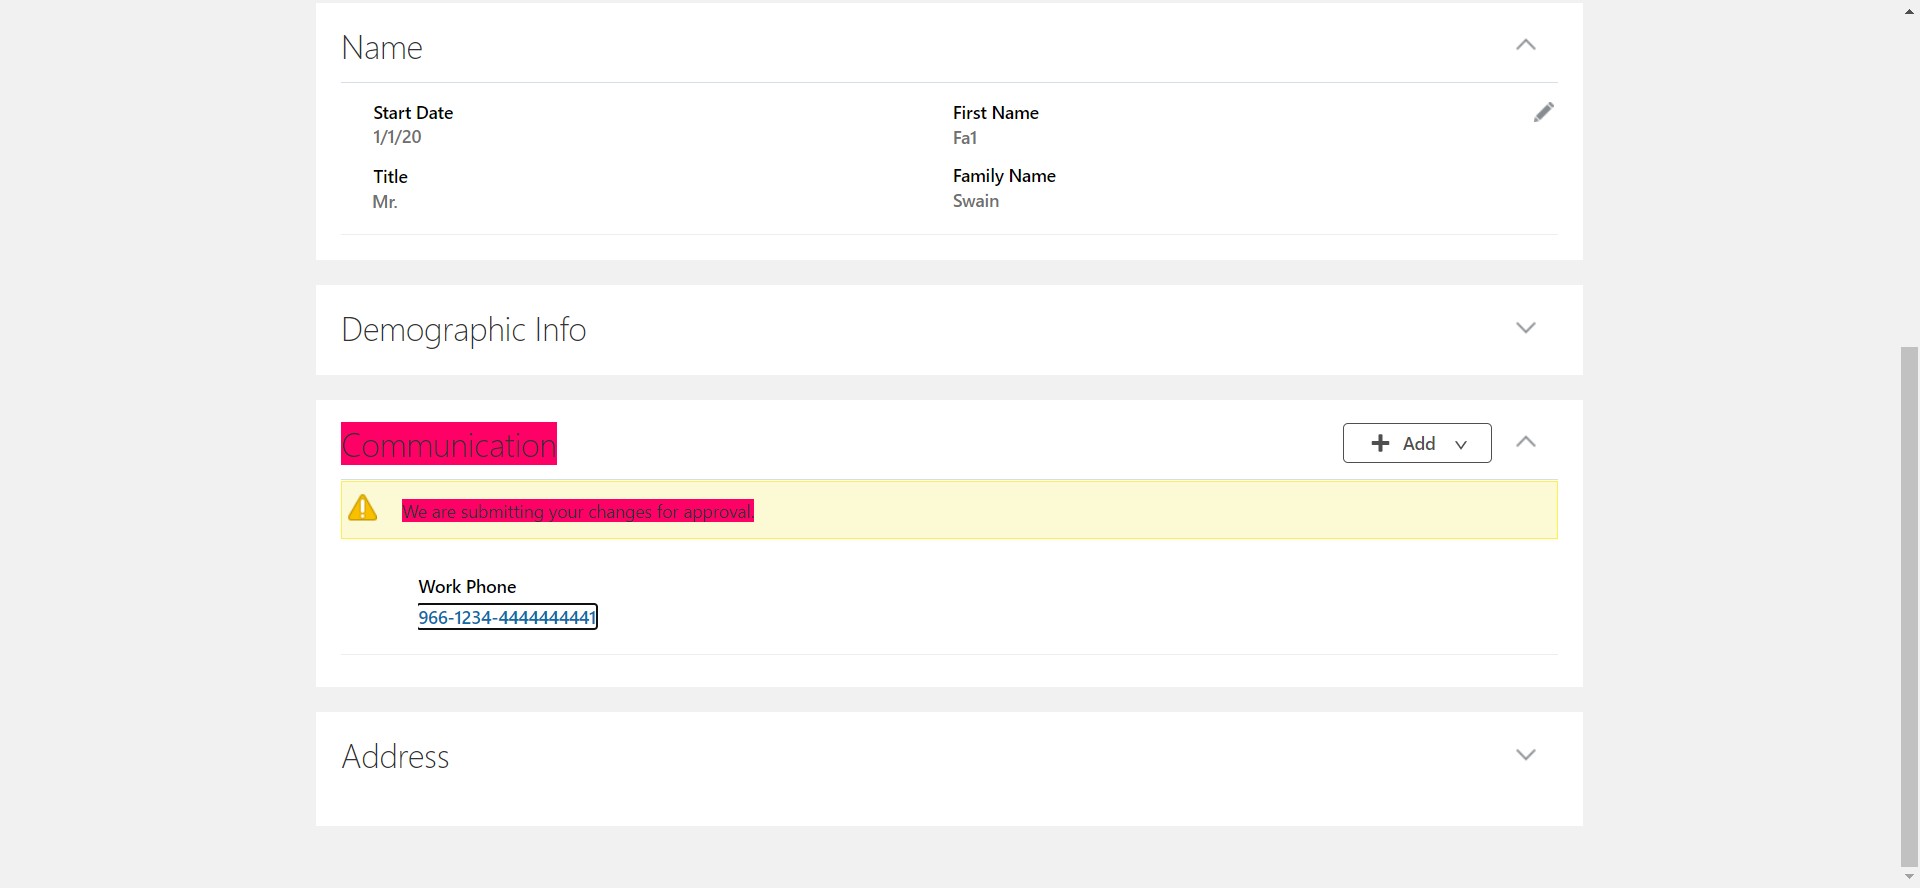 Name
Start Date
1/1/20
First Name
Fa1
Title
Mr.
Family Name
Swain
Demographic Info
Communication
Add
We are submitting your changes for approval.
Work Phone
966-1234-4444444441
Address